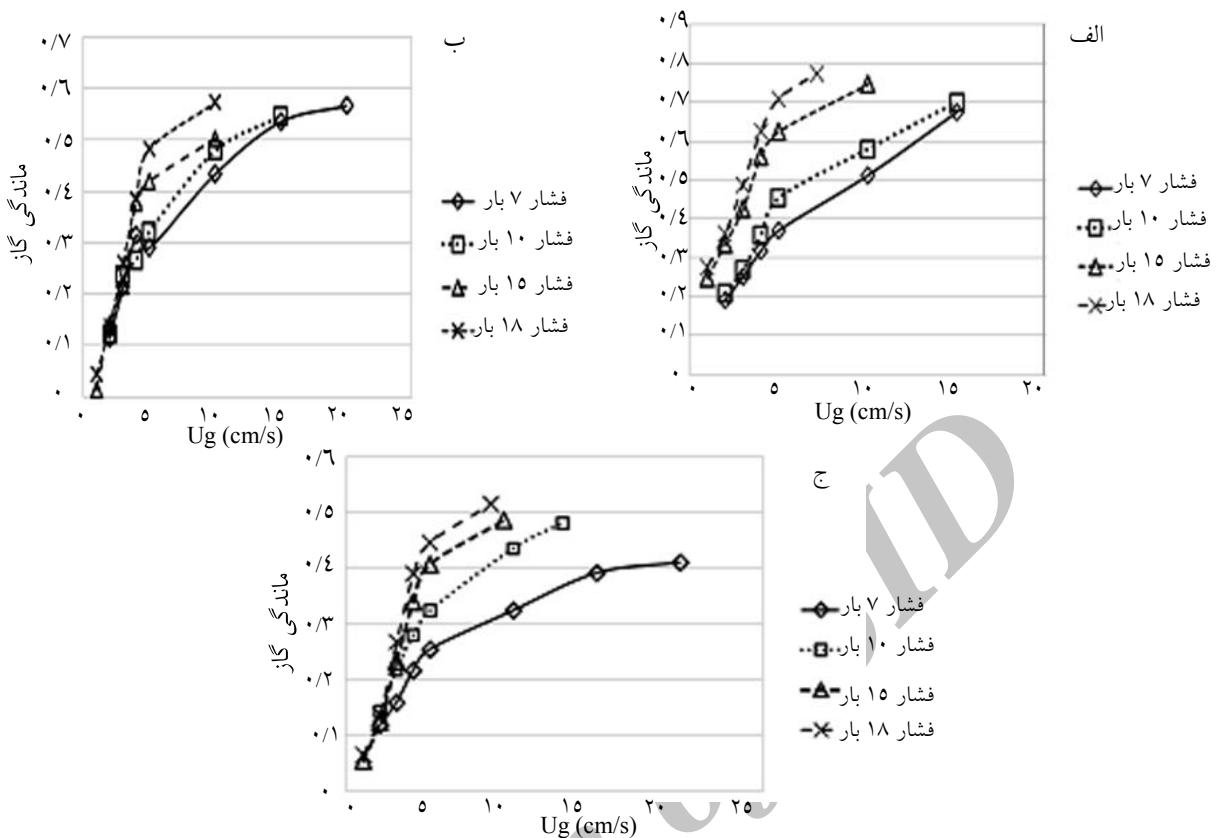 الف
۰/۹
۰/۸
۰/۷
۰/۶
۰/۵
۰/۴
۰/۳
۰/۲
۰/۱
۰
ماندگی گاز
۰ ۵ ۱۰ ۱۵ ۲۰
Ug (cm/s)
فشار ۷ بار
فشار ۱۰ بار
فشار ۱۵ بار
فشار ۱۸ بار
ب
۰/۷
۰/۶
۰/۵
۰/۴
۰/۳
۰/۲
۰/۱
۰
ماندگی گاز
۰ ۵ ۱۰ ۱۵ ۲۰ ۲۵
Ug (cm/s)
فشار ۷ بار
فشار ۱۰ بار
فشار ۱۵ بار
فشار ۱۸ بار
ج
۰/۶
۰/۵
۰/۴
۰/۳
۰/۲
۰/۱
۰
ماندگی گاز
۰ ۵ ۱۰ ۱۵ ۲۰ ۲۵
Ug (cm/s)
فشار ۷ بار
فشار ۱۰ بار
فشار ۱۵ بار
فشار ۱۸ بار